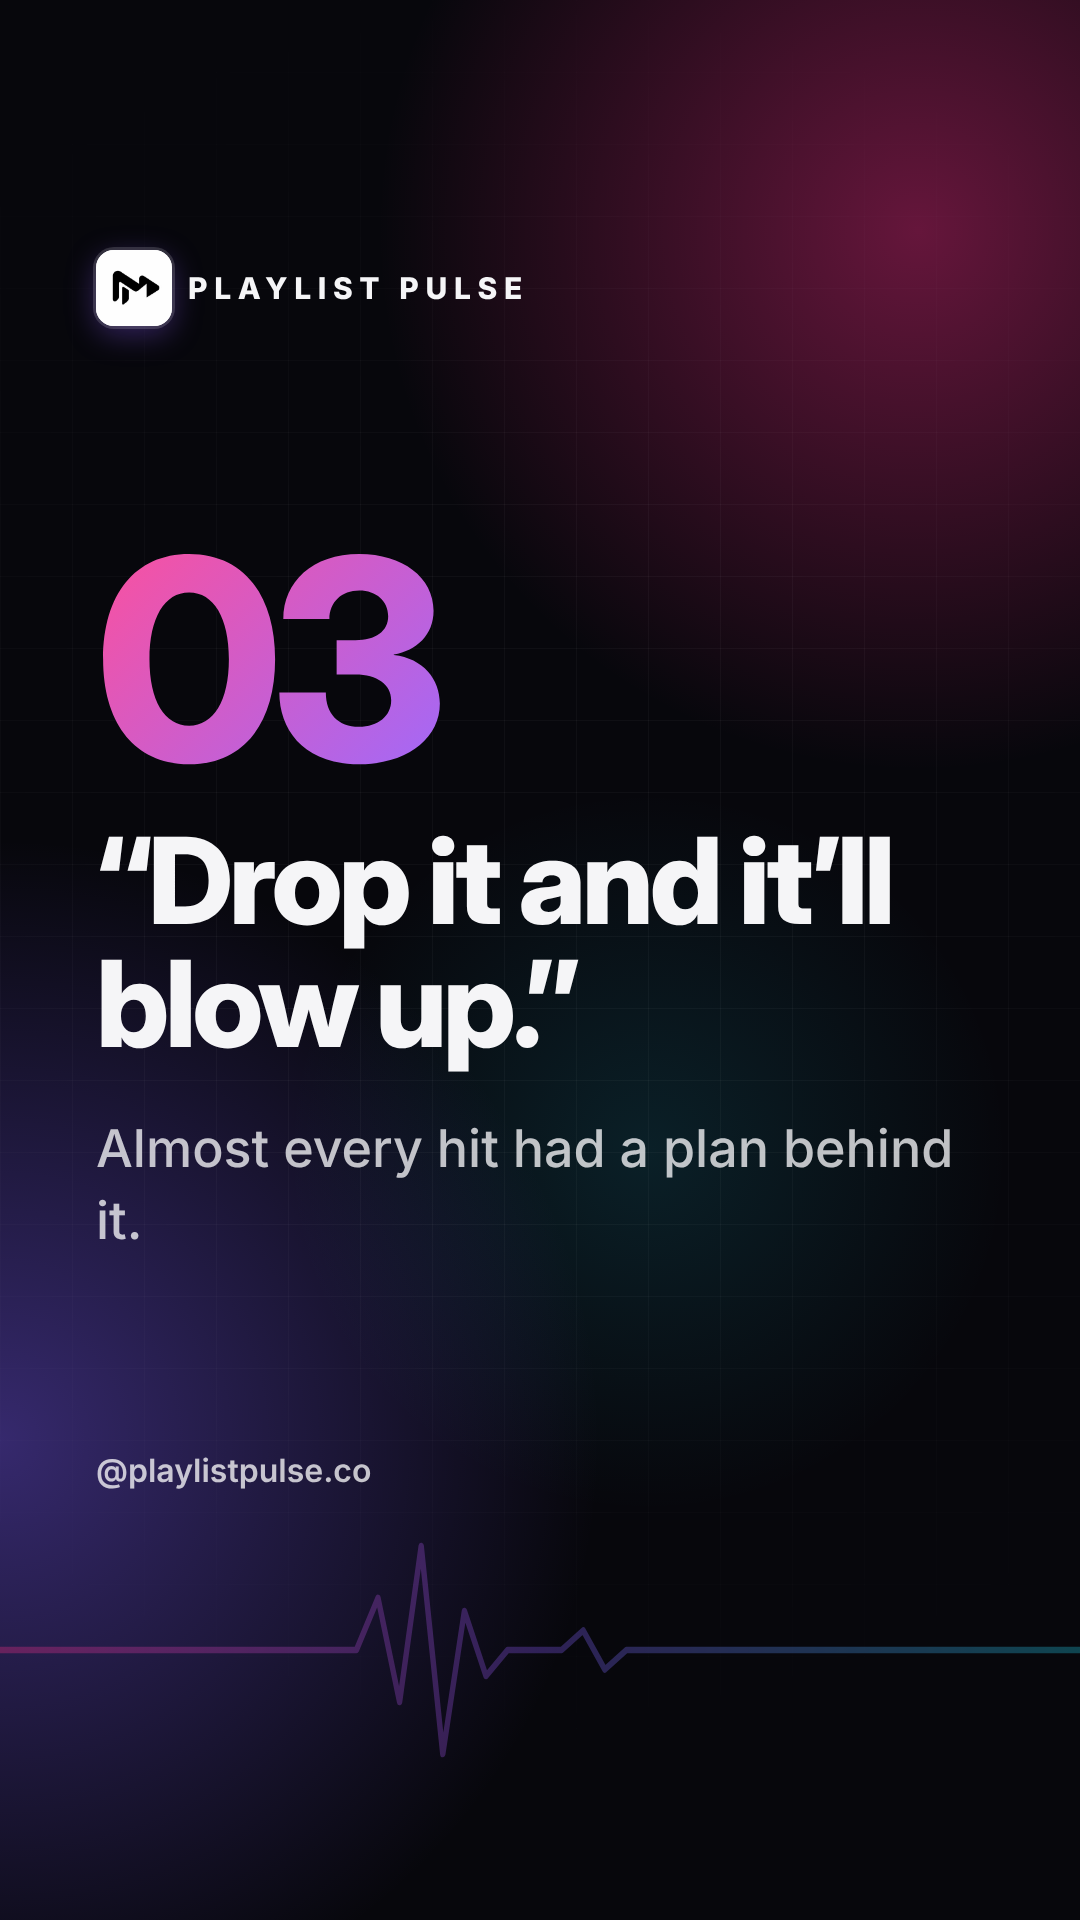 PLAYLIST PULSE
03
“Drop it and it’ll
blow up.”
Almost every hit had a plan behind
it.
@playlistpulse.co